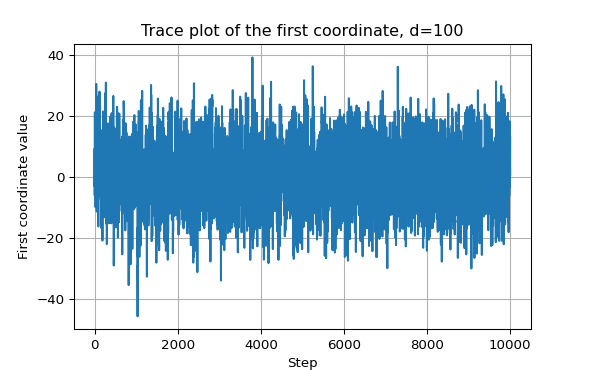 Trace plot of the first coordinate, d=100
40
20
0
−20
−40
First coordinate value
0 2000 4000 6000 8000 10000
Step